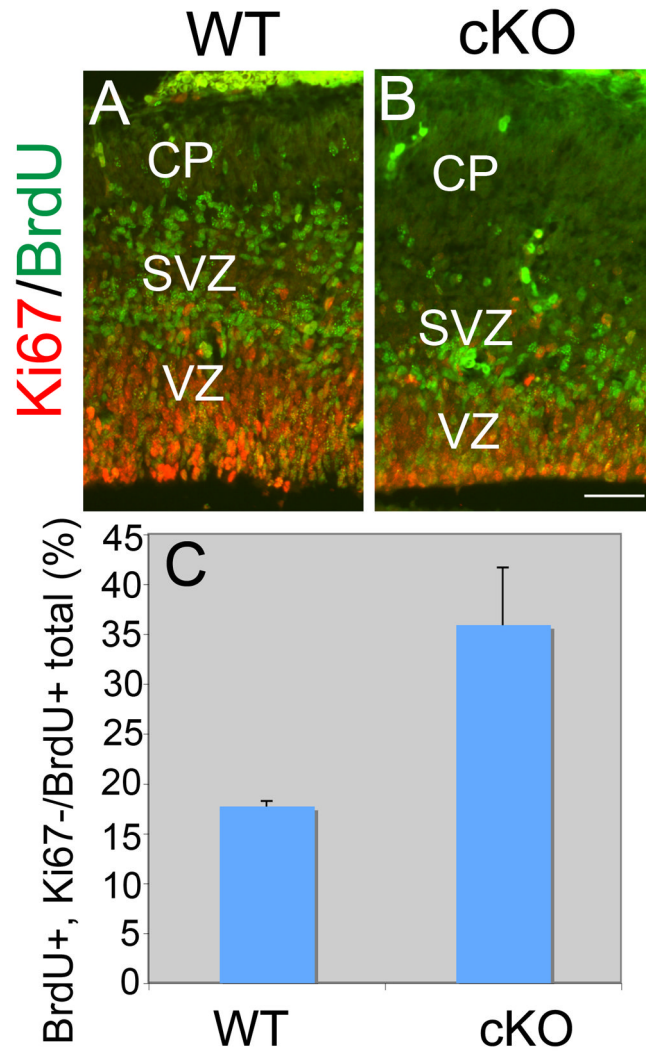 WT cKO
Ki67/BrdU
A
CP
SVZ
VZ
B
CP
SVZ
VZ
BrdU+, Ki67-/BrdU+ total (%)
C
45
40
35
30
25
20
15
10
5
0
WT cKO